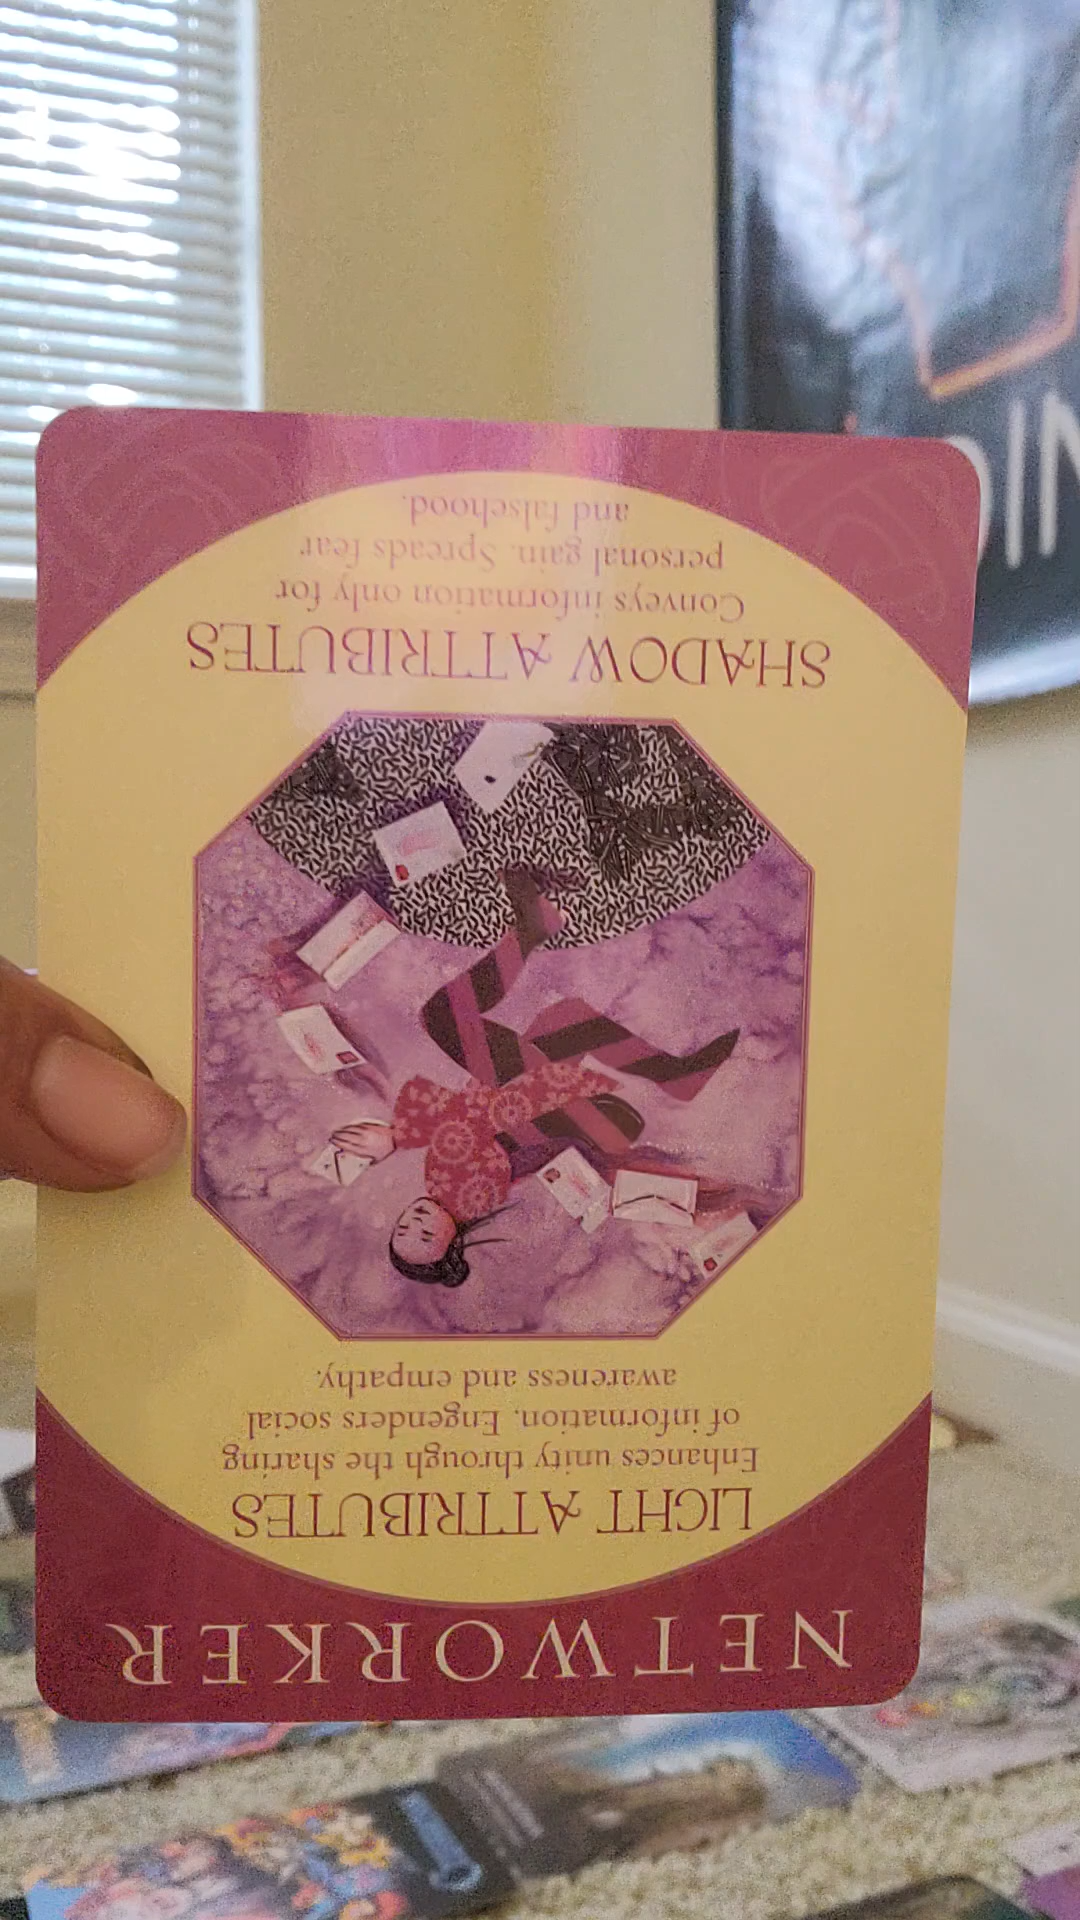 NETWORKER
LIGHT ATTRIBUTES
Enhances unity through the sharing
of information. Engenders social
awareness and empathy.
SHADOW ATTRIBUTES
Conveys information only for
personal gain. Spreads fear
and falsehood.